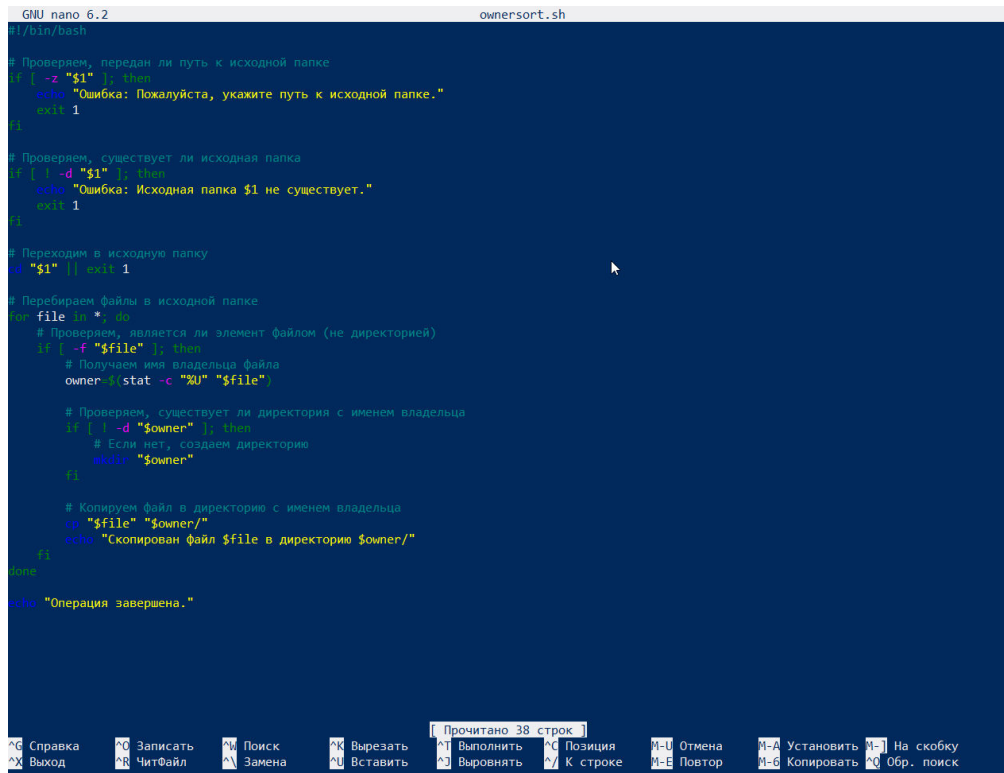 GNU nano 6.2 ownersort.sh
#!/bin/bash
# Проверяем, передан ли путь к исходной папке
if [ -z "$1" ]; then
echo "Ошибка: Пожалуйста, укажите путь к исходной папке."
exit 1
fi
# Проверяем, существует ли исходная папка
if [ ! -d "$1" ]; then
echo "Ошибка: Исходная папка $1 не существует."
exit 1
fi
# Переходим в исходную папку
cd "$1" || exit 1
# Перебираем файлы в исходной папке
for file in *; do
# Проверяем, является ли элемент файлом (не директорией)
if [ -f "$file" ]; then
# Получаем имя владельца файла
owner=$(stat -c "%U" "$file")
# Проверяем, существует ли директория с именем владельца
if [ ! -d "$owner" ]; then
# Если нет, создаем директорию
mkdir "$owner"
fi
# Копируем файл в директорию с именем владельца
cp "$file" "$owner/"
echo "Скопирован файл $file в директорию $owner/"
fi
done
echo "Операция завершена."
[ Прочитано 38 строк ]
^G Справка ^O Записать ^W Поиск ^K Вырезать ^T Выполнить ^C Позиция M-U Отмена M-A Установить M-] На скобку
^X Выход ^R ЧитФайл ^\ Замена ^U Вставить ^J Выровнять ^/ К строке M-E Повтор M-6 Копировать ^Q Обр. поиск